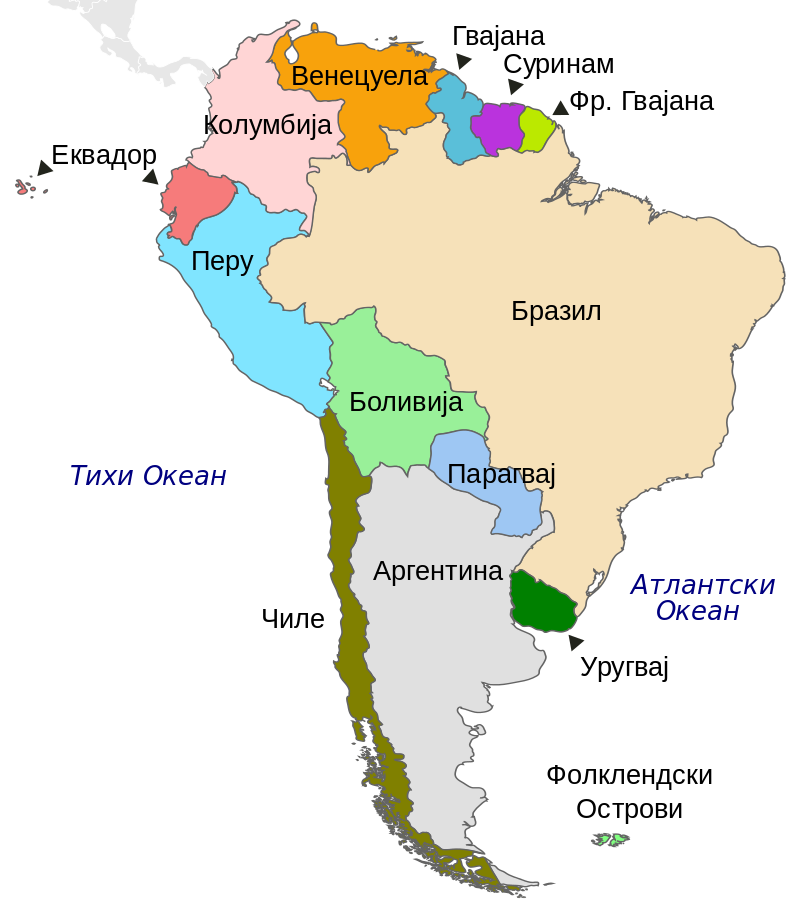 Гвајана
Суринам
Венецуела
Фр. Гвајана
Колумбија
Еквадор
Перу
Бразил
Боливија
Парагвај
Тихи Океан
Аргентина
Атлантски
Океан
Чиле
Уругвај
Фолклендски
Острови